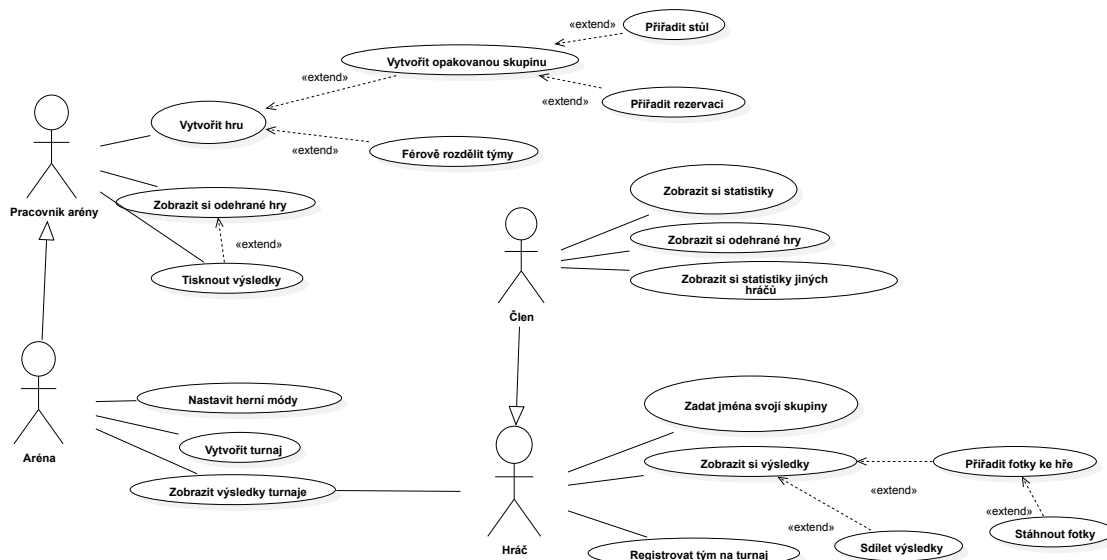 «extend»
Přiřadit stůl
Vytvořit opakovanou skupinu
«extend»
«extend»
Přiřadit rezervaci
Vytvořit hru
«extend»
Férově rozdělit týmy
Pracovník arény
Zobrazit si odehrané hry
«extend»
Tisknout výsledky
Zobrazit si statistiky
Zobrazit si odehrané hry
Zobrazit si statistiky jiných
hráčů
Člen
Aréna
Nastavit herní módy
Vytvořit turnaj
Zobrazit výsledky turnaje
Zadat jména svojí skupiny
Zobrazit si výsledky
«extend»
Přiřadit fotky ke hře
«extend»
Stáhnout fotky
«extend»
Sdílet výsledky
Hráč
Registrovat tým na turnaj